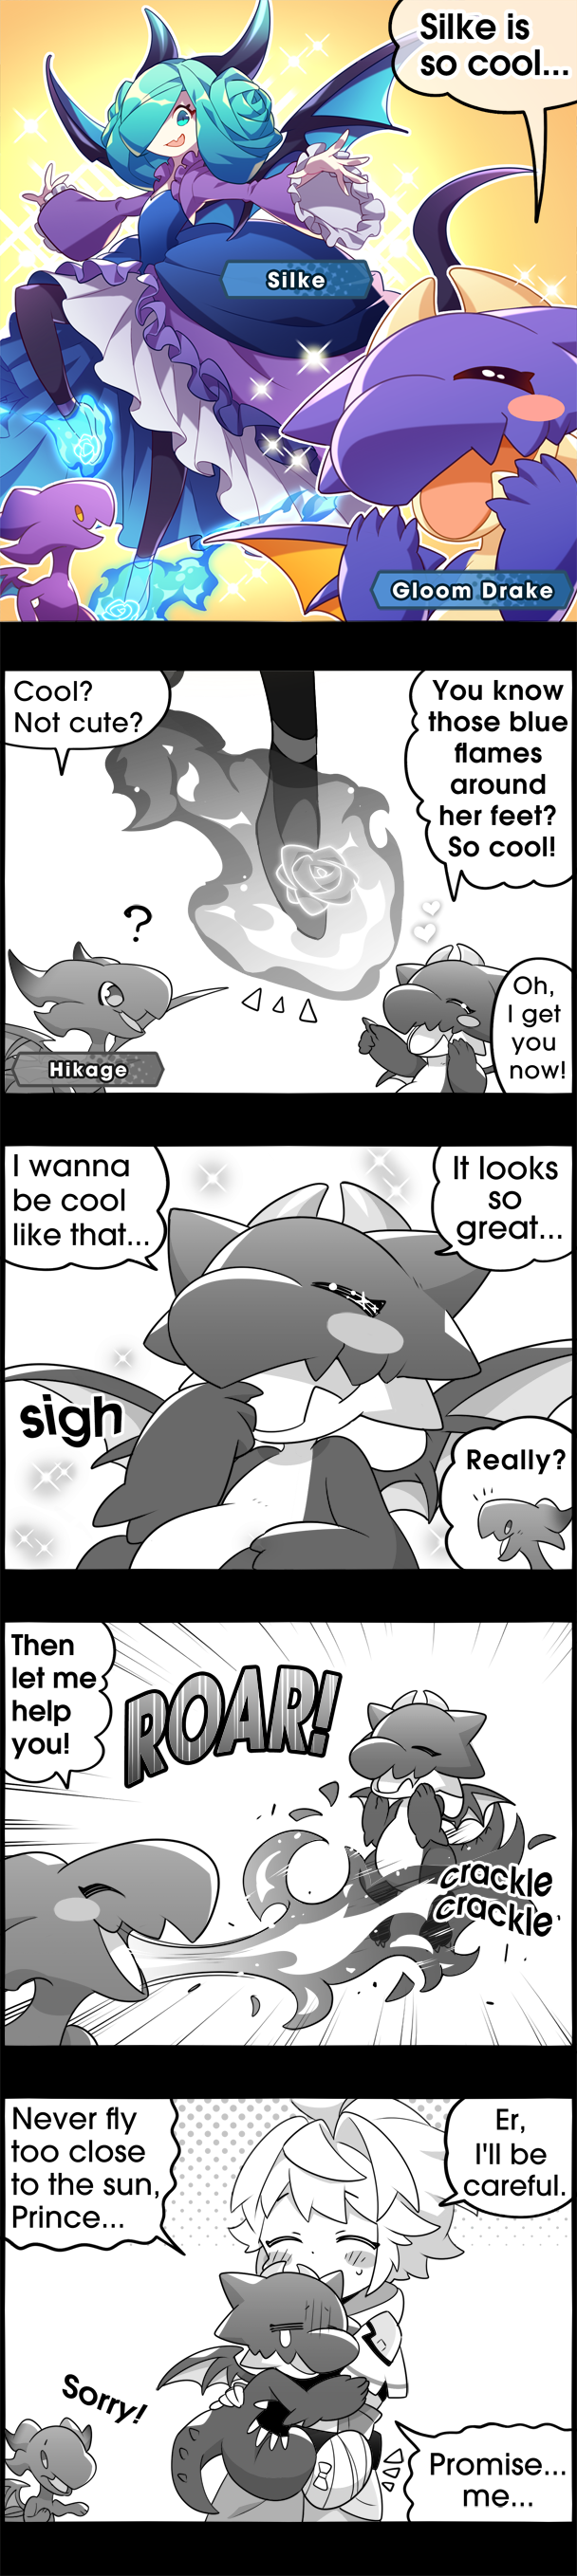 Silke is
so cool...
Silke
Gloom Drake
Cool?
Not cute?
You know
those blue
flames
around
her feet?
So cool!
?
Oh,
I get
you
now!
Hikage
I wanna
be cool
like that...
It looks
so
great...
sigh
Really?
Then
let me
help
you!
ROAR!
crackle
crackle
Never fly
too close
to the sun,
Prince...
Er,
I'll be
careful.
Sorry!
Promise...
me...